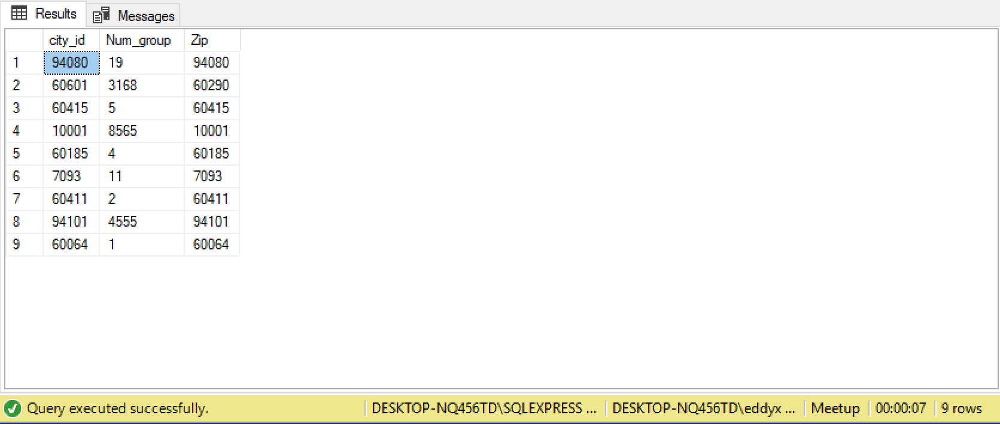 Results Messages
city_id Num_group Zip
1 94080 19 94080
2 60601 3168 60290
3 60415 5 60415
4 10001 8565 10001
5 60185 4 60185
6 7093 11 7093
7 60411 2 60411
8 94101 4555 94101
9 60064 1 60064
Query executed successfully. DESKTOP-NQ456TD\SQLEXPRESS ... DESKTOP-NQ456TD\eddyx ... Meetup 00:00:07 9 rows